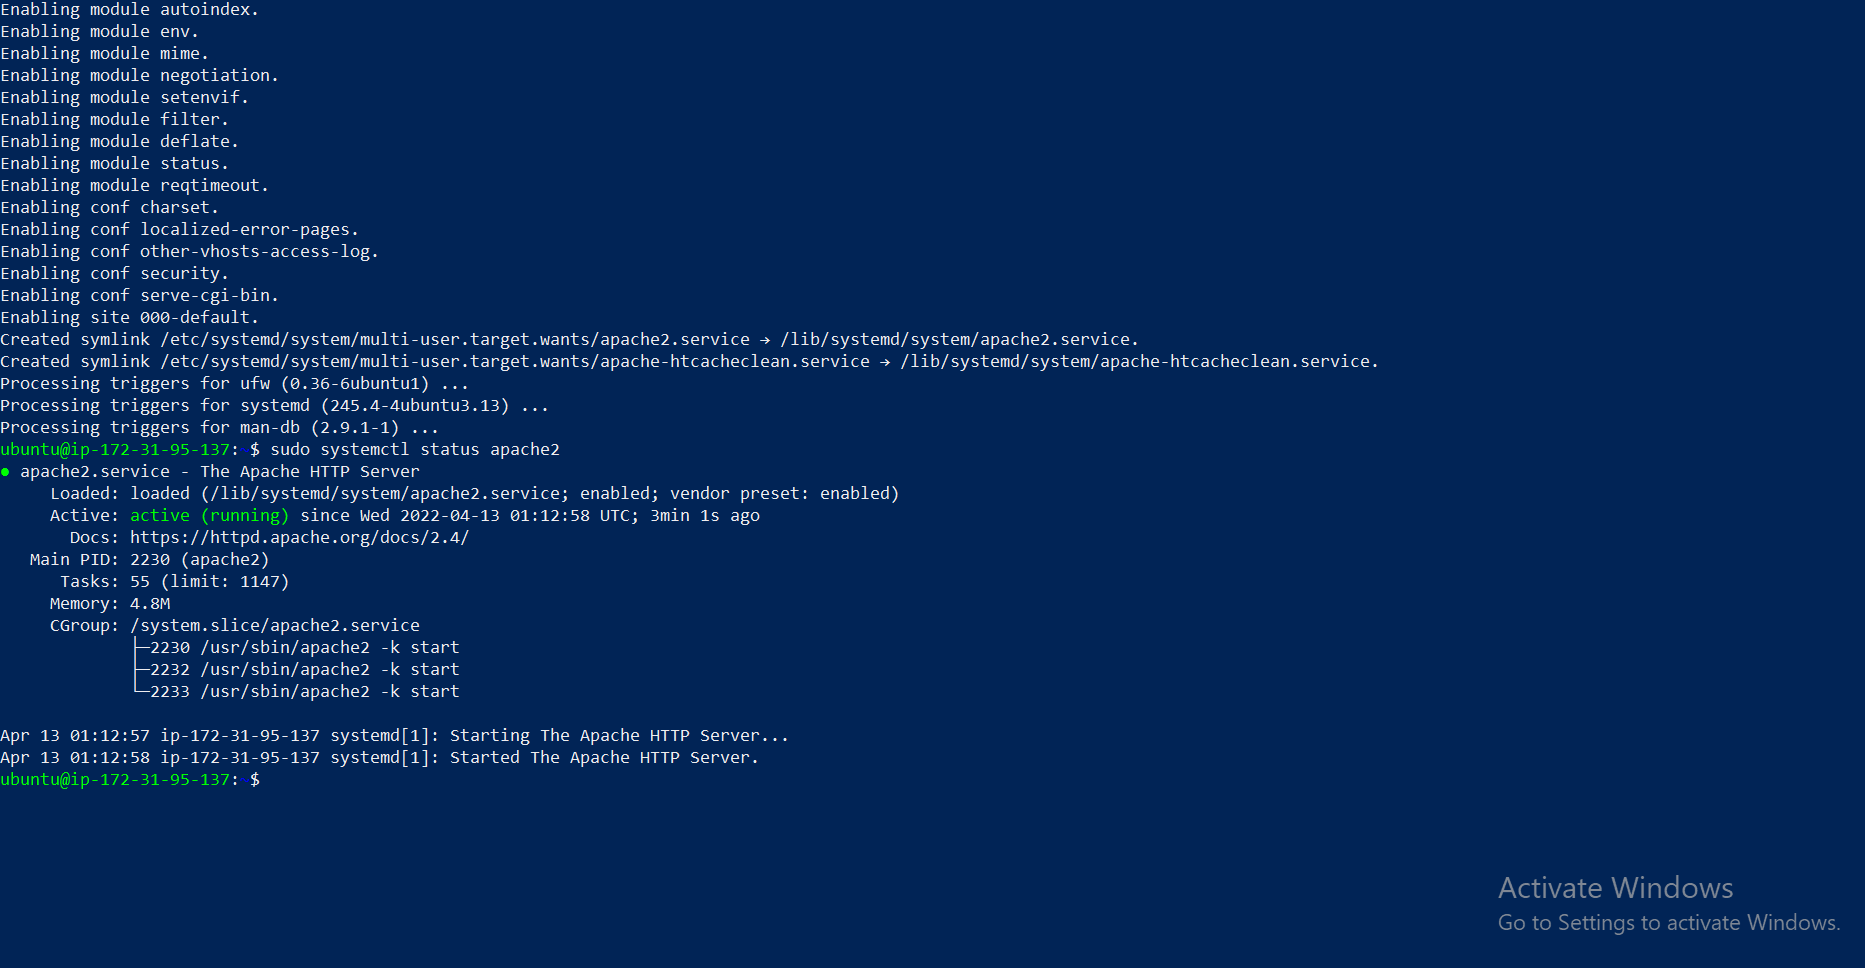 Enabling module autoindex.
Enabling module env.
Enabling module mime.
Enabling module negotiation.
Enabling module setenvif.
Enabling module filter.
Enabling module deflate.
Enabling module status.
Enabling module reqtimeout.
Enabling conf charset.
Enabling conf localized-error-pages.
Enabling conf other-vhosts-access-log.
Enabling conf security.
Enabling conf serve-cgi-bin.
Enabling site 000-default.
Created symlink /etc/systemd/system/multi-user.target.wants/apache2.service → /lib/systemd/system/apache2.service.
Created symlink /etc/systemd/system/multi-user.target.wants/apache-htcacheclean.service → /lib/systemd/system/apache-htcacheclean.service.
Processing triggers for ufw (0.36-6ubuntu1) ...
Processing triggers for systemd (245.4-4ubuntu3.13) ...
Processing triggers for man-db (2.9.1-1) ...
ubuntu@ip-172-31-95-137:~$ sudo systemctl status apache2
● apache2.service - The Apache HTTP Server
     Loaded: loaded (/lib/systemd/system/apache2.service; enabled; vendor preset: enabled)
     Active: active (running) since Wed 2022-04-13 01:12:58 UTC; 3min 1s ago
       Docs: https://httpd.apache.org/docs/2.4/
   Main PID: 2230 (apache2)
      Tasks: 55 (limit: 1147)
     Memory: 4.8M
     CGroup: /system.slice/apache2.service
             ├─2230 /usr/sbin/apache2 -k start
             ├─2232 /usr/sbin/apache2 -k start
             └─2233 /usr/sbin/apache2 -k start
Apr 13 01:12:57 ip-172-31-95-137 systemd[1]: Starting The Apache HTTP Server...
Apr 13 01:12:58 ip-172-31-95-137 systemd[1]: Started The Apache HTTP Server.
ubuntu@ip-172-31-95-137:~$
Activate Windows
Go to Settings to activate Windows.